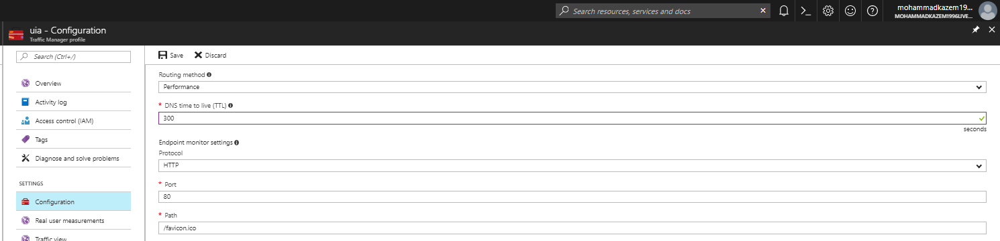 Search resources, services and docs
mohammadkazem19...
MOHAMMADKAZEM1996LIVE...
uia - Configuration
Traffic Manager profile
Search (Ctrl+/)
Overview
Activity log
Access control (IAM)
Tags
Diagnose and solve problems
SETTINGS
Configuration
Real user measurements
Traffic view
Save Discard
Routing method
Performance
* DNS time to live (TTL)
300
seconds
Endpoint monitor settings
Protocol
HTTP
* Port
80
* Path
/favicon.ico